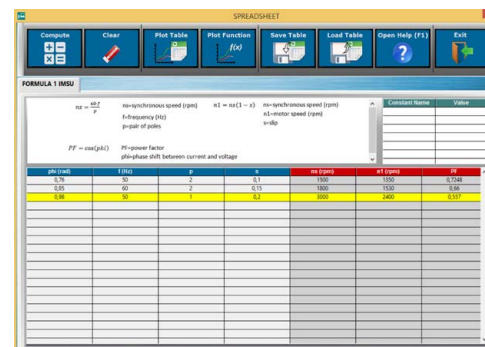 SPREADSHEET
Compute Clear Plot Table Plot Function Save Table Load Table Open Help (F1) Exit
f(x)
FORMULA 1 IMSU
ns = 60·f / p ns=synchronous speed (rpm) n1 = ns(1 − s) ns=synchronous speed (rpm) Constant Name Value
f=frequency (Hz) n1=motor speed (rpm)
p=pair of poles s=slip
PF = cos(phi) PF=power factor
phi=phase shift between current and voltage
phi (rad) f (Hz) p s ns (rpm) n1 (rpm) PF
0,76 50 2 0,1 1500 1350 0,7248
0,85 60 2 0,15 1800 1530 0,66
0,98 50 1 0,2 3000 2400 0,557